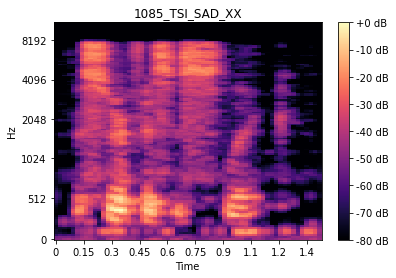 1085_TSI_SAD_XX
Hz
8192
4096
2048
1024
512
0
0 0.15 0.3 0.45 0.6 0.75 0.9 1.1 1.2 1.4
Time
+0 dB
-10 dB
-20 dB
-30 dB
-40 dB
-50 dB
-60 dB
-70 dB
-80 dB